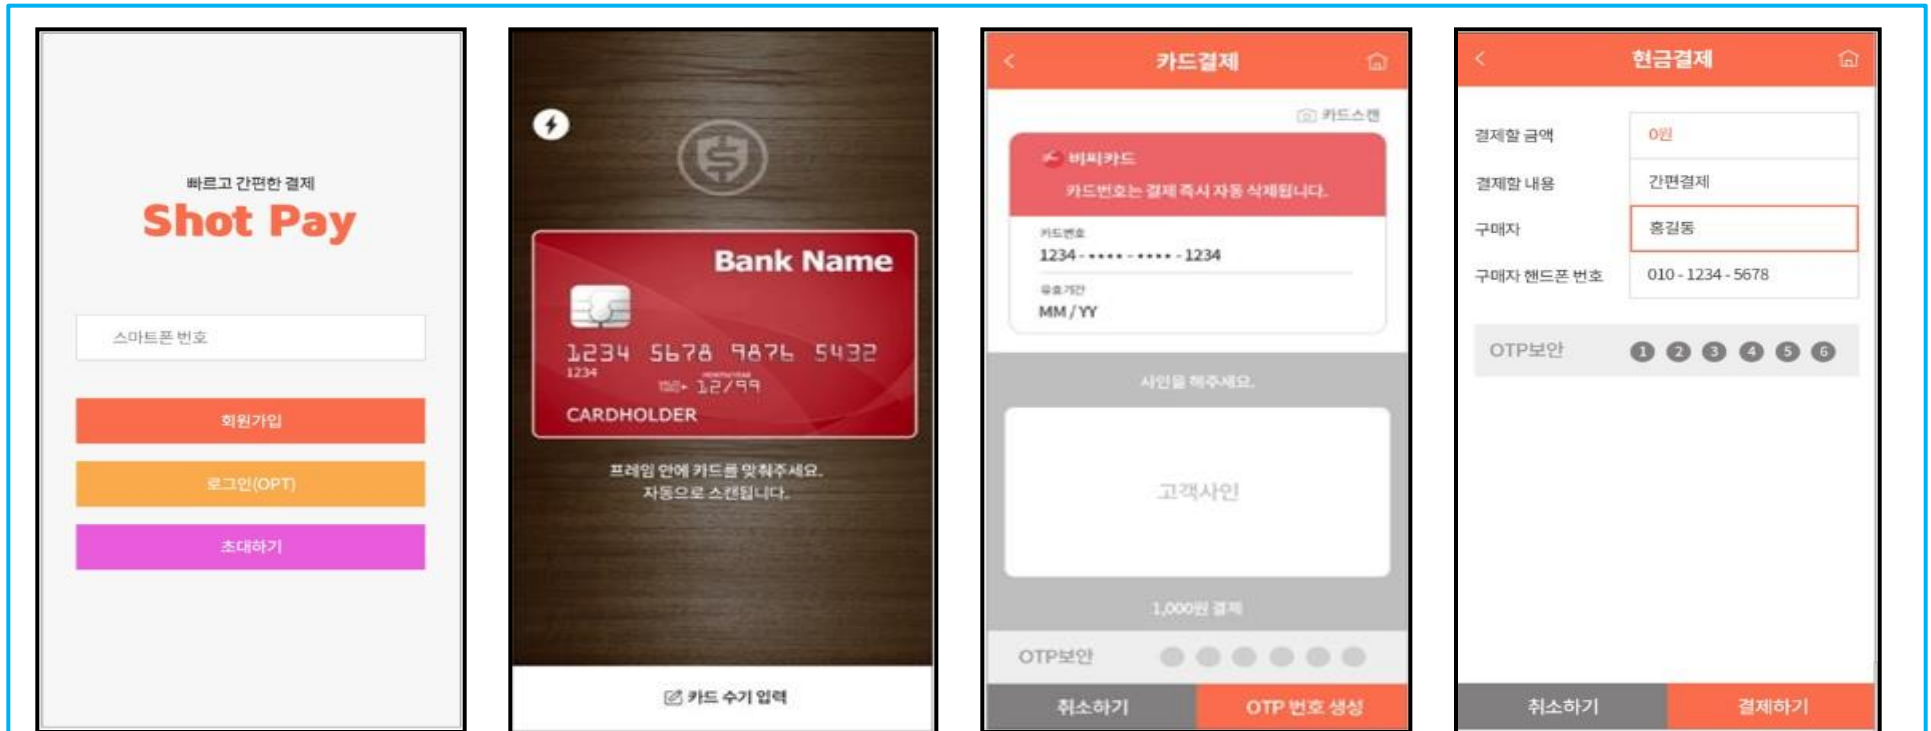 빠르고 간편한 결제
Shot Pay
스마트폰 번호
회원가입
로그인(OPT)
초대하기
Bank Name
1234 5678 9876 5432
1234
12/99
CARDHOLDER
프레임 안에 카드를 맞춰주세요.
자동으로 스캔됩니다.
카드 수기 입력
카드결제
카드스캔
비씨카드
카드번호는 결제 즉시 자동 삭제됩니다.
카드번호
1234 - •••• - •••• - 1234
유효기간
MM / YY
사인을 해주세요.
고객사인
1,000원 결제
OTP보안
취소하기
OTP 번호 생성
현금결제
결제할 금액 0원
결제할 내용 간편결제
구매자 홍길동
구매자 핸드폰 번호 010 - 1234 - 5678
OTP보안 1 2 3 4 5 6
취소하기
결제하기